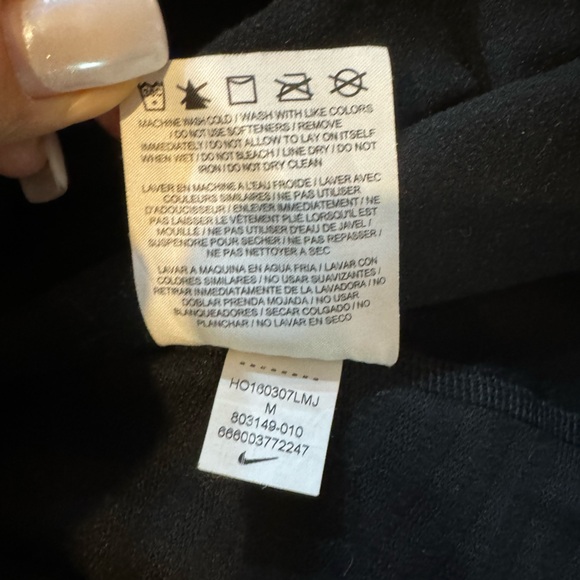 MACHINE WASH COLD / WASH WITH LIKE COLORS
/ DO NOT USE SOFTENERS / REMOVE
IMMEDIATELY / DO NOT ALLOW TO LAY ON ITSELF
WHEN WET / DO NOT BLEACH / LINE DRY / DO NOT
IRON / DO NOT DRY CLEAN
LAVER EN MACHINE A L'EAU FROIDE / LAVER AVEC
COULEURS SIMILAIRES / NE PAS UTILISER
D'ADOUCISSEUR / ENLEVER IMMEDIATEMENT / NE
PAS LAISSER LE VÊTEMENT PLIÉ LORSQU'IL EST
MOUILLÉ / NE PAS UTILISER D'EAU DE JAVEL /
SUSPENDRE POUR SECHER / NE PAS REPASSER /
NE PAS NETTOYER A SEC
LAVAR A MAQUINA EN AGUA FRIA / LAVAR CON
COLORES SIMILARES / NO USAR SUAVIZANTES /
RETIRAR INMEDIATAMENTE DE LA LAVADORA / NO
DOBLAR PRENDA MOJADA / NO USAR
BLANQUEADORES / SECAR COLGADO / NO
PLANCHAR / NO LAVAR EN SECO
HO160307LMJ
M
803149-010
666003772247